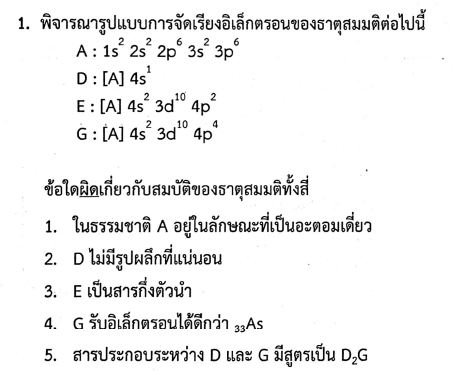 1. พิจารณารูปแบบการจัดเรียงอิเล็กตรอนของธาตุสมมติต่อไปนี้
A : 1s² 2s² 2p⁶ 3s² 3p⁶
D : [A] 4s¹
E : [A] 4s² 3d¹⁰ 4p²
G : [A] 4s² 3d¹⁰ 4p⁴
ข้อใดผิดเกี่ยวกับสมบัติของธาตุสมมติทั้งสี่
1. ในธรรมชาติ A อยู่ในลักษณะที่เป็นอะตอมเดี่ยว
2. D ไม่มีรูปผลึกที่แน่นอน
3. E เป็นสารกึ่งตัวนำ
4. G รับอิเล็กตรอนได้ดีกว่า ₃₃As
5. สารประกอบระหว่าง D และ G มีสูตรเป็น D₂G